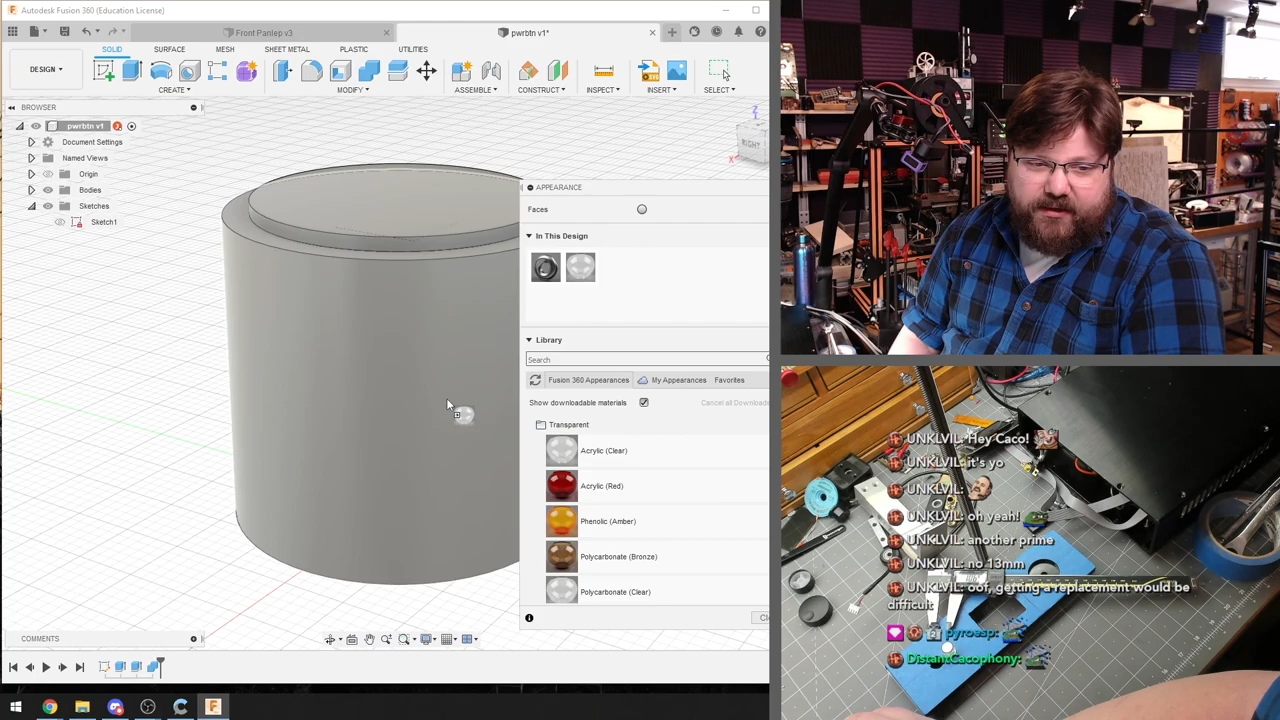 Autodesk Fusion 360 (Education License)
Front Panlep v3
pwrbtn v1*
SOLID SURFACE MESH SHEET METAL PLASTIC UTILITIES
DESIGN
CREATE MODIFY ASSEMBLE CONSTRUCT INSPECT INSERT SELECT
BROWSER
pwrbtn v1
Document Settings
Named Views
Origin
Bodies
Sketches
Sketch1
Z
RIGHT
X
APPEARANCE
Faces
In This Design
Library
Search
Fusion 360 Appearances My Appearances Favorites
Show downloadable materials Cancel all Downloads
Transparent
Acrylic (Clear)
Acrylic (Red)
Phenolic (Amber)
Polycarbonate (Bronze)
Polycarbonate (Clear)
Clo
COMMENTS
UNKLVIL: Hey Caco!
UNKLVIL: it's yo
UNKLVIL:
UNKLVIL: oh yeah!
UNKLVIL: another prime
UNKLVIL: no 13mm
UNKLVIL: oof, getting a replacement would be
difficult
2 pyroesp:
DistantCacophony: